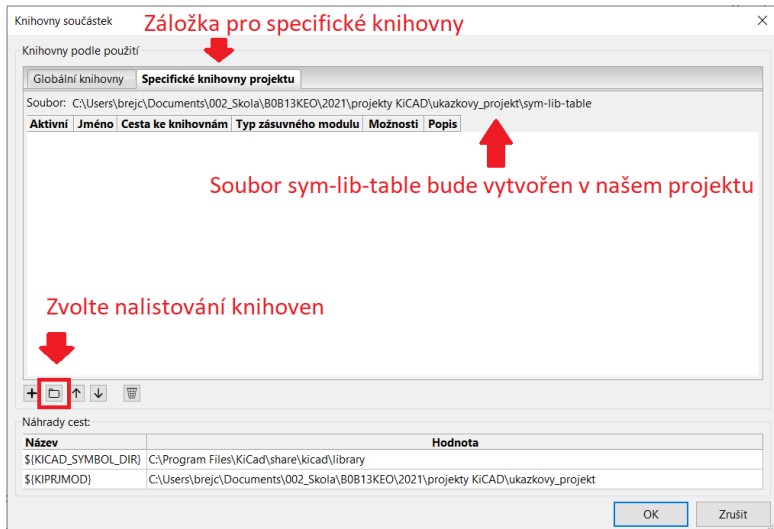 Knihovny součástek
Záložka pro specifické knihovny
Knihovny podle použití
Globální knihovny Specifické knihovny projektu
Soubor: C:\Users\brejc\Documents\002_Skola\B0B13KEO\2021\projekty KiCAD\ukazkovy_projekt\sym-lib-table
Aktivní Jméno Cesta ke knihovnám Typ zásuvného modulu Možnosti Popis
Soubor sym-lib-table bude vytvořen v našem projektu
Zvolte nalistování knihoven
Náhrady cest:
Název Hodnota
${KICAD_SYMBOL_DIR} C:\Program Files\KiCad\share\kicad\library
${KIPRJMOD} C:\Users\brejc\Documents\002_Skola\B0B13KEO\2021\projekty KiCAD\ukazkovy_projekt
OK Zrušit